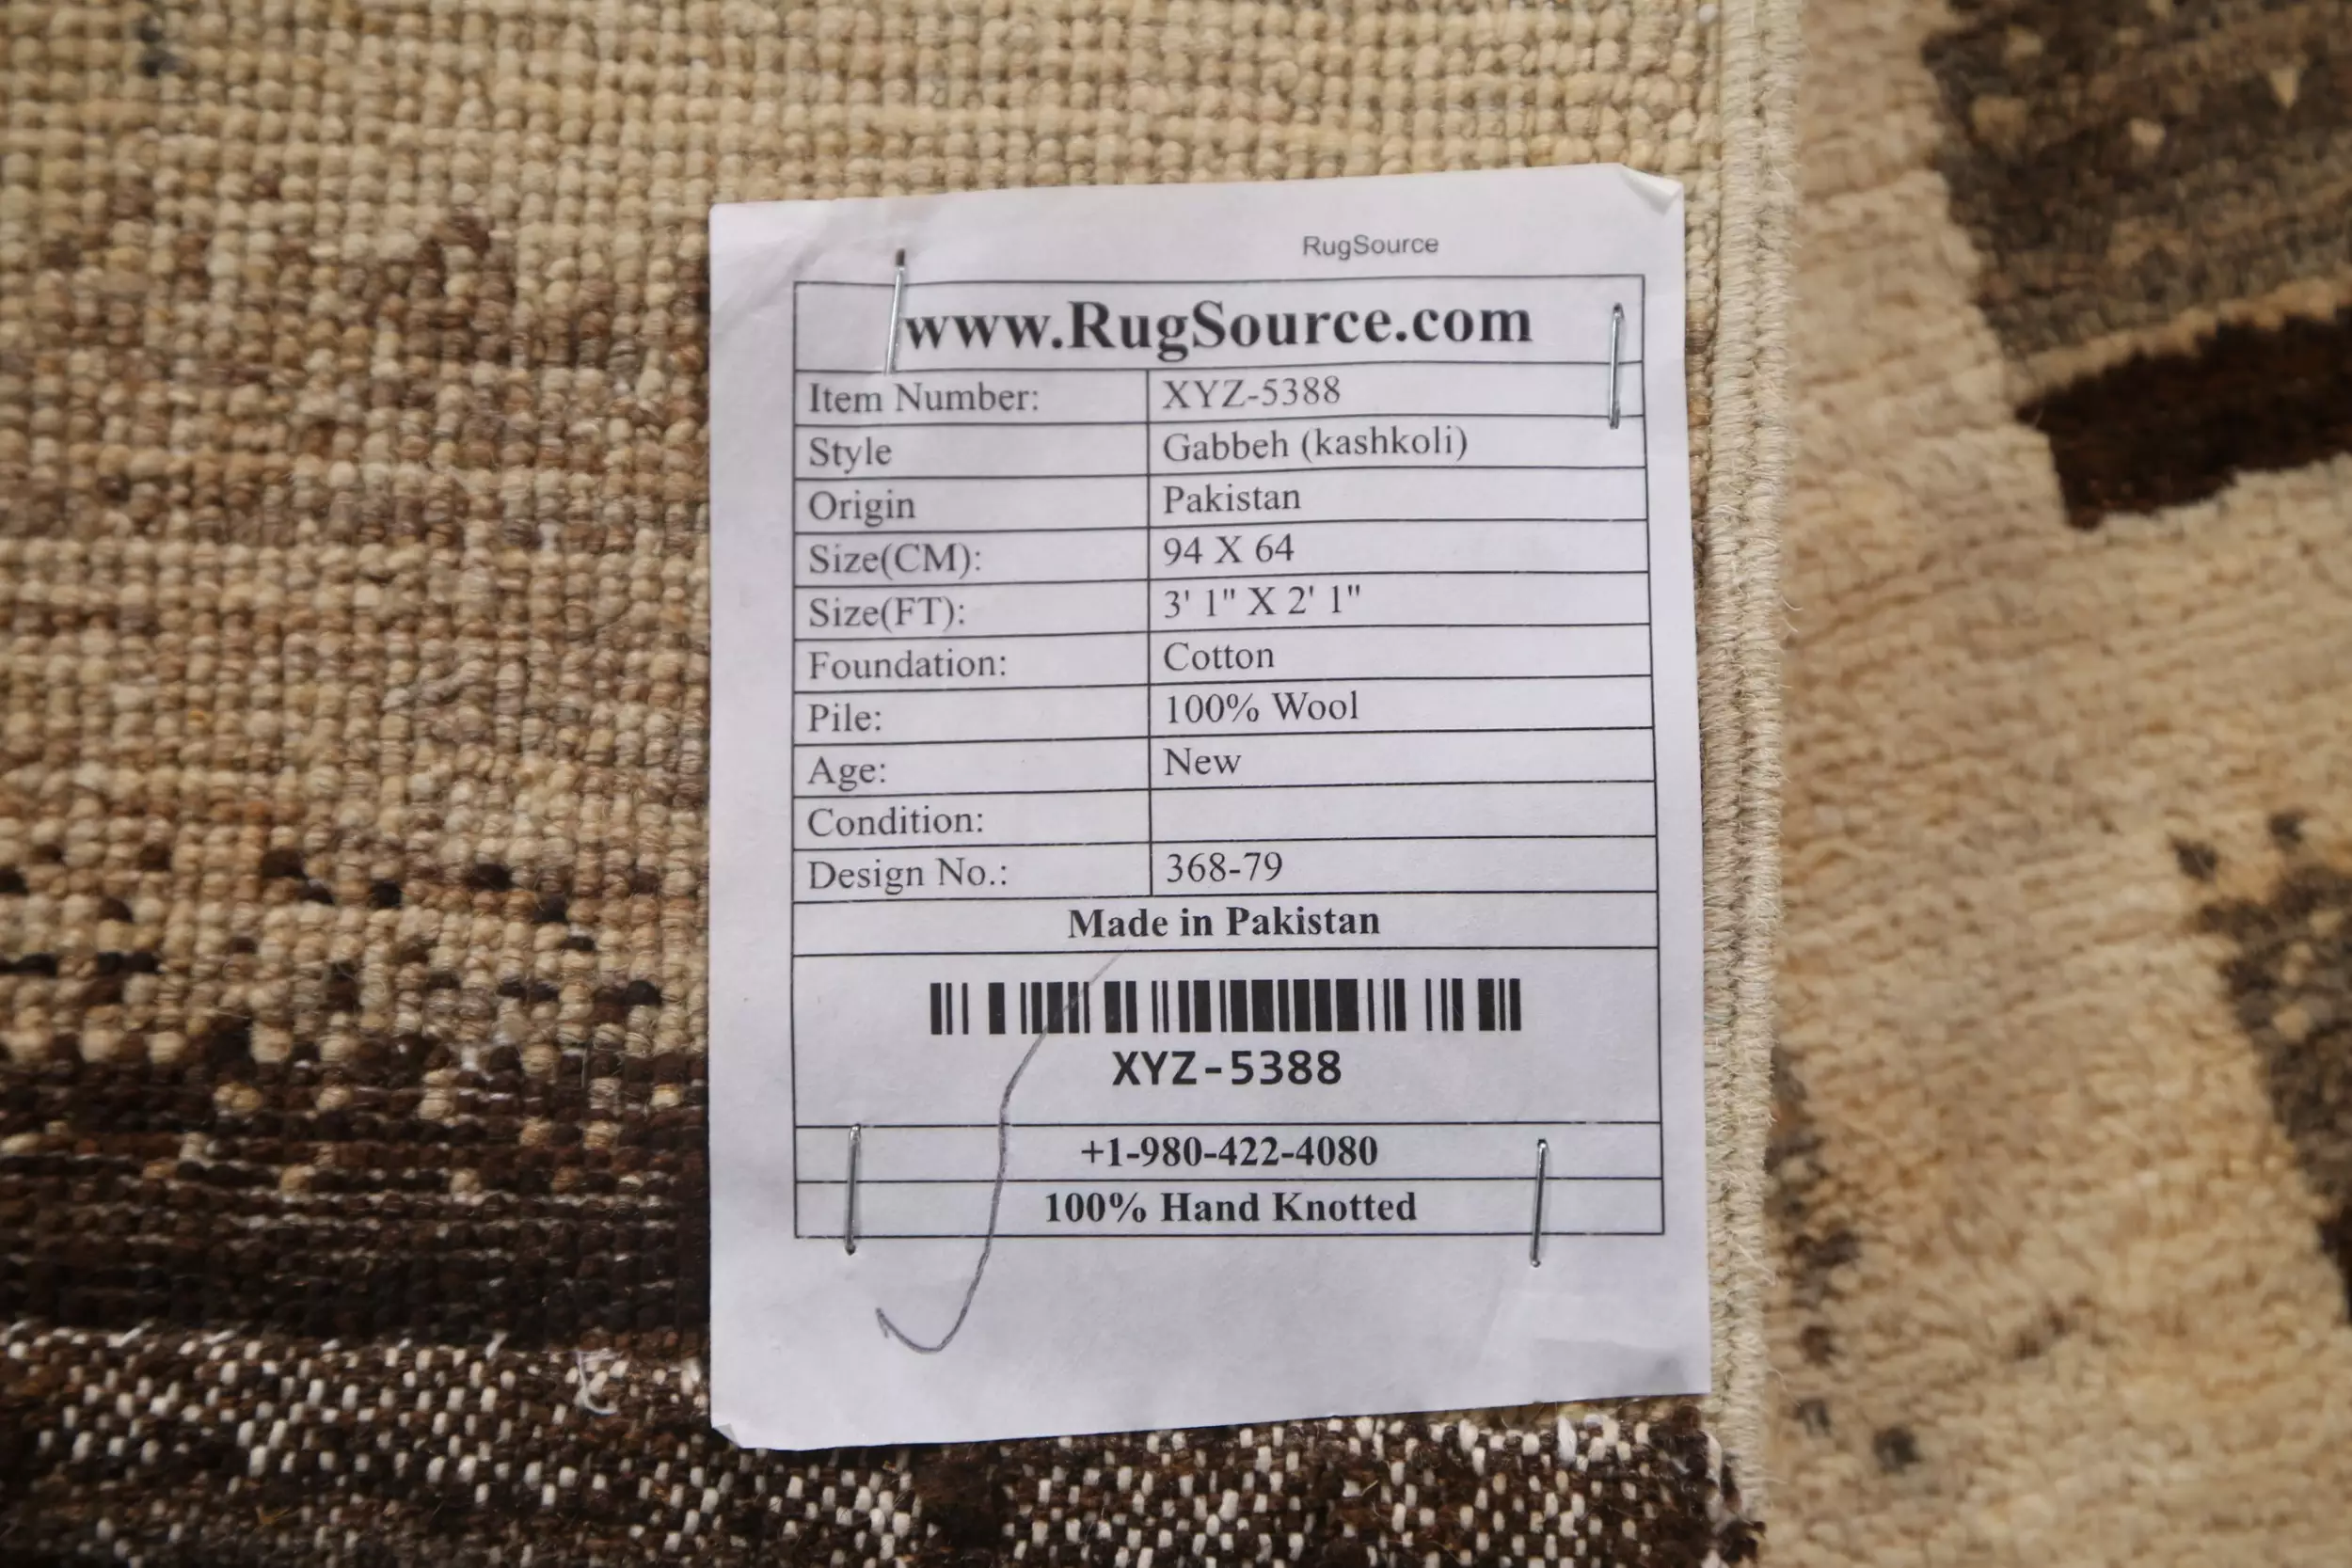 RugSource
www.RugSource.com
Item Number: XYZ-5388
Style Gabbeh (kashkoli)
Origin Pakistan
Size(CM): 94 X 64
Size(FT): 3' 1" X 2' 1"
Foundation: Cotton
Pile: 100% Wool
Age: New
Condition:
Design No.: 368-79
Made in Pakistan
XYZ-5388
+1-980-422-4080
100% Hand Knotted